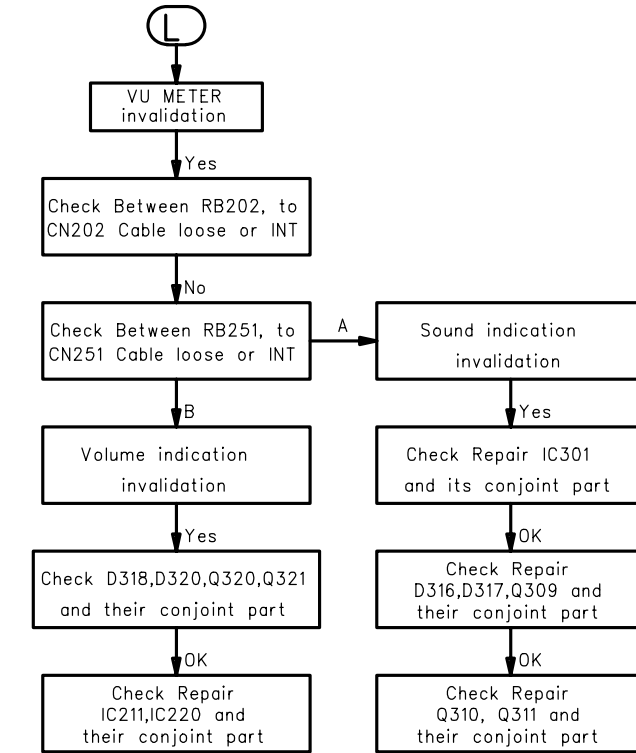 L
VU METER
invalidation
Yes
Check Between RB202, to
CN202 Cable loose or INT
No
Check Between RB251, to
CN251 Cable loose or INT
A
Sound indication
invalidation
B
Yes
Volume indication
invalidation
Check Repair IC301
and its conjoint part
Yes
OK
Check D318,D320,Q320,Q321
and their conjoint part
Check Repair
D316,D317,Q309 and
their conjoint part
OK
OK
Check Repair
IC211,IC220 and
their conjoint part
Check Repair
Q310, Q311 and
their conjoint part